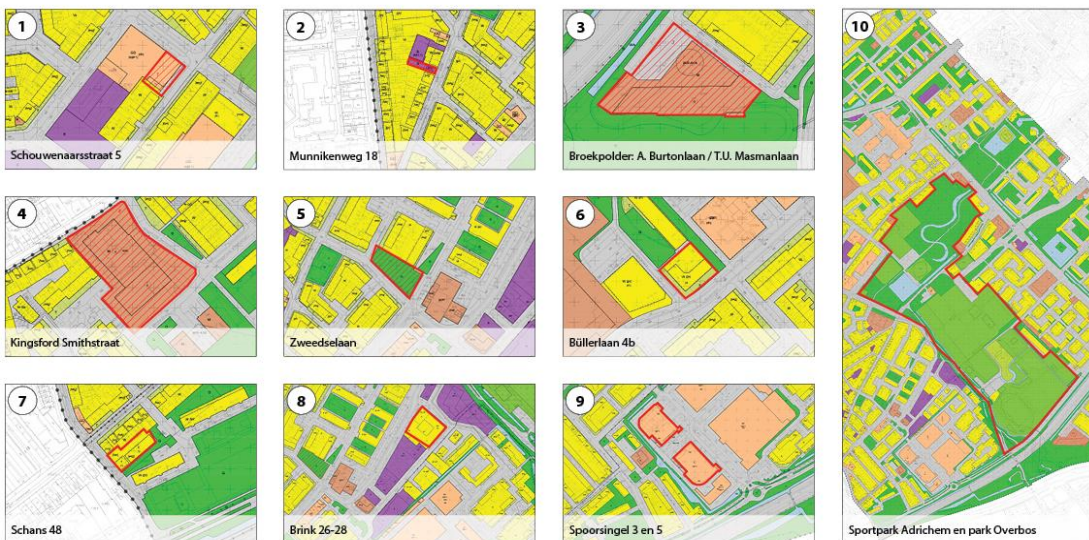 1
Schouwenaarsstraat 5
2
Munnikenweg 18
3
Broekpolder: A. Burtonlaan / T.U. Masmanlaan
10
4
Kingsford Smithstraat
5
Zweedselaan
6
Büllerlaan 4b
7
Schans 48
8
Brink 26-28
9
Spoorsingel 3 en 5
Sportpark Adrichem en park Overbos